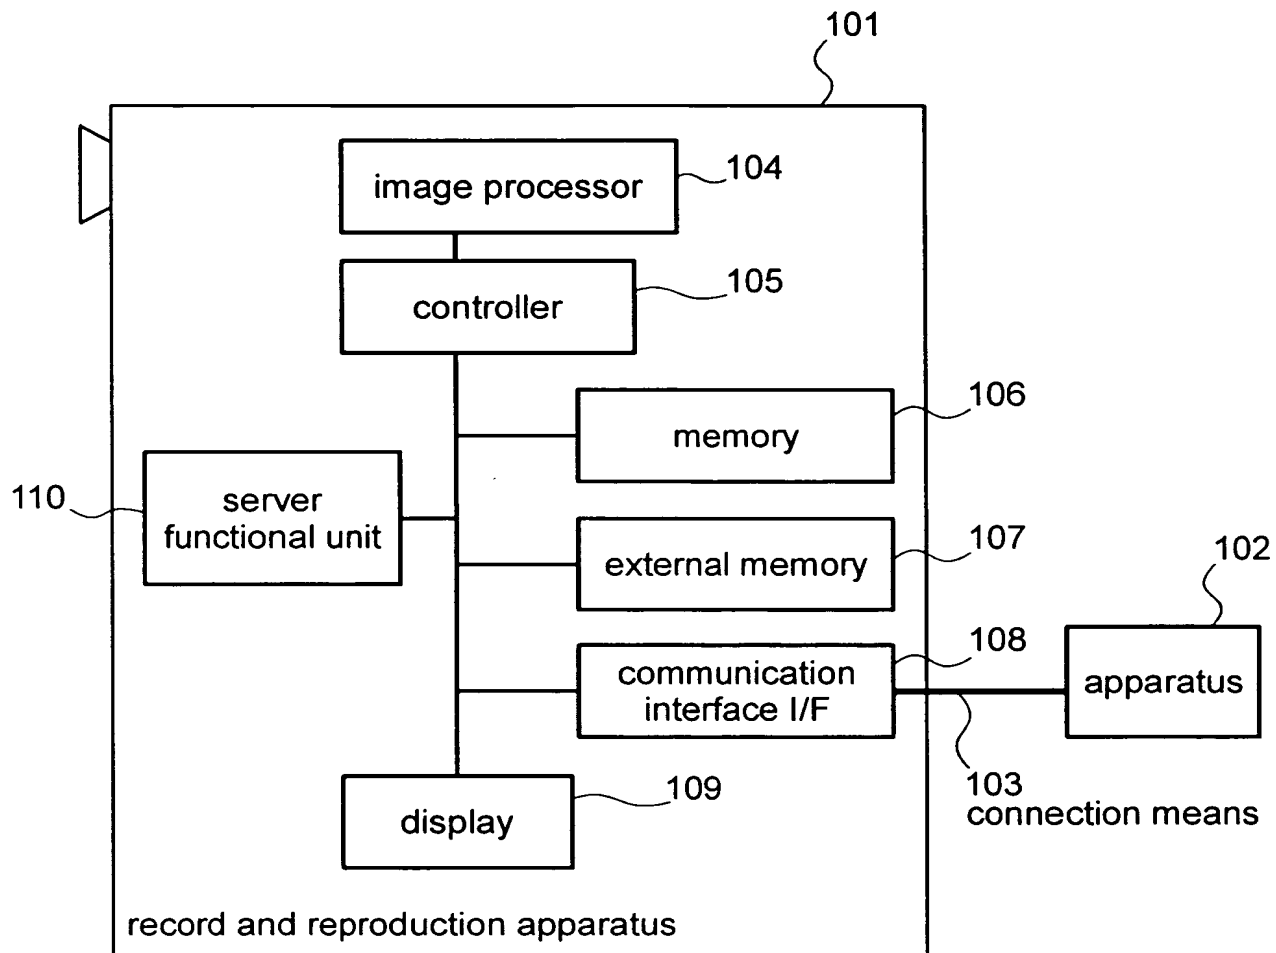 101
image processor
104
controller
105
memory
106
server
functional unit
110
external memory
107
102
communication
interface I/F
108
apparatus
103
connection means
display
109
record and reproduction apparatus